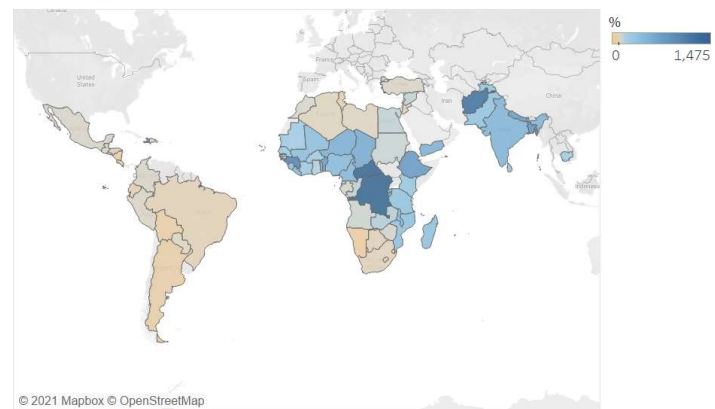 %
0 1,475
United
States
France
Spain
Iran
China
© 2021 Mapbox © OpenStreetMap